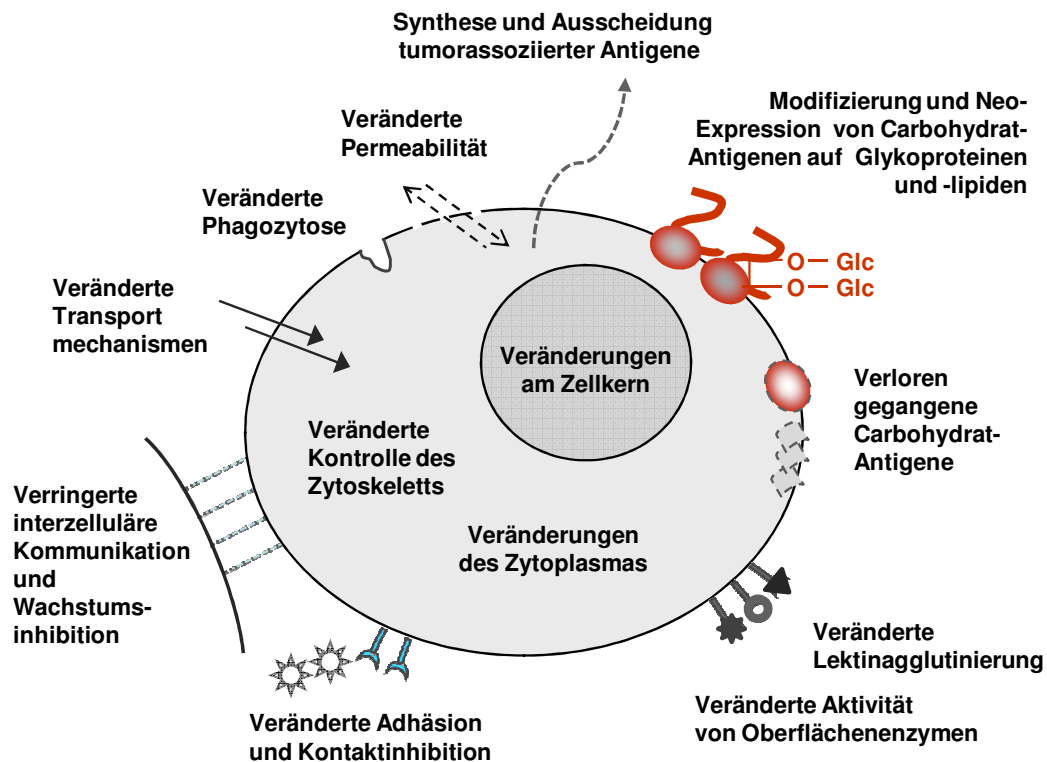 Synthese und Ausscheidung
tumorassoziierter Antigene
Modifizierung und Neo-
Expression von Carbohydrat-
Antigenen auf Glykoproteinen
und -lipiden
Veränderte
Permeabilität
Veränderte
Phagozytose
O — Glc
O — Glc
Veränderte
Transport
mechanismen
Veränderungen
am Zellkern
Verloren
gegangene
Carbohydrat-
Antigene
Veränderte
Kontrolle des
Zytoskeletts
Verringerte
interzelluläre
Kommunikation
und
Wachstums-
inhibition
Veränderungen
des Zytoplasmas
Veränderte
Lektinagglutinierung
Veränderte Adhäsion
und Kontaktinhibition
Veränderte Aktivität
von Oberflächenenzymen